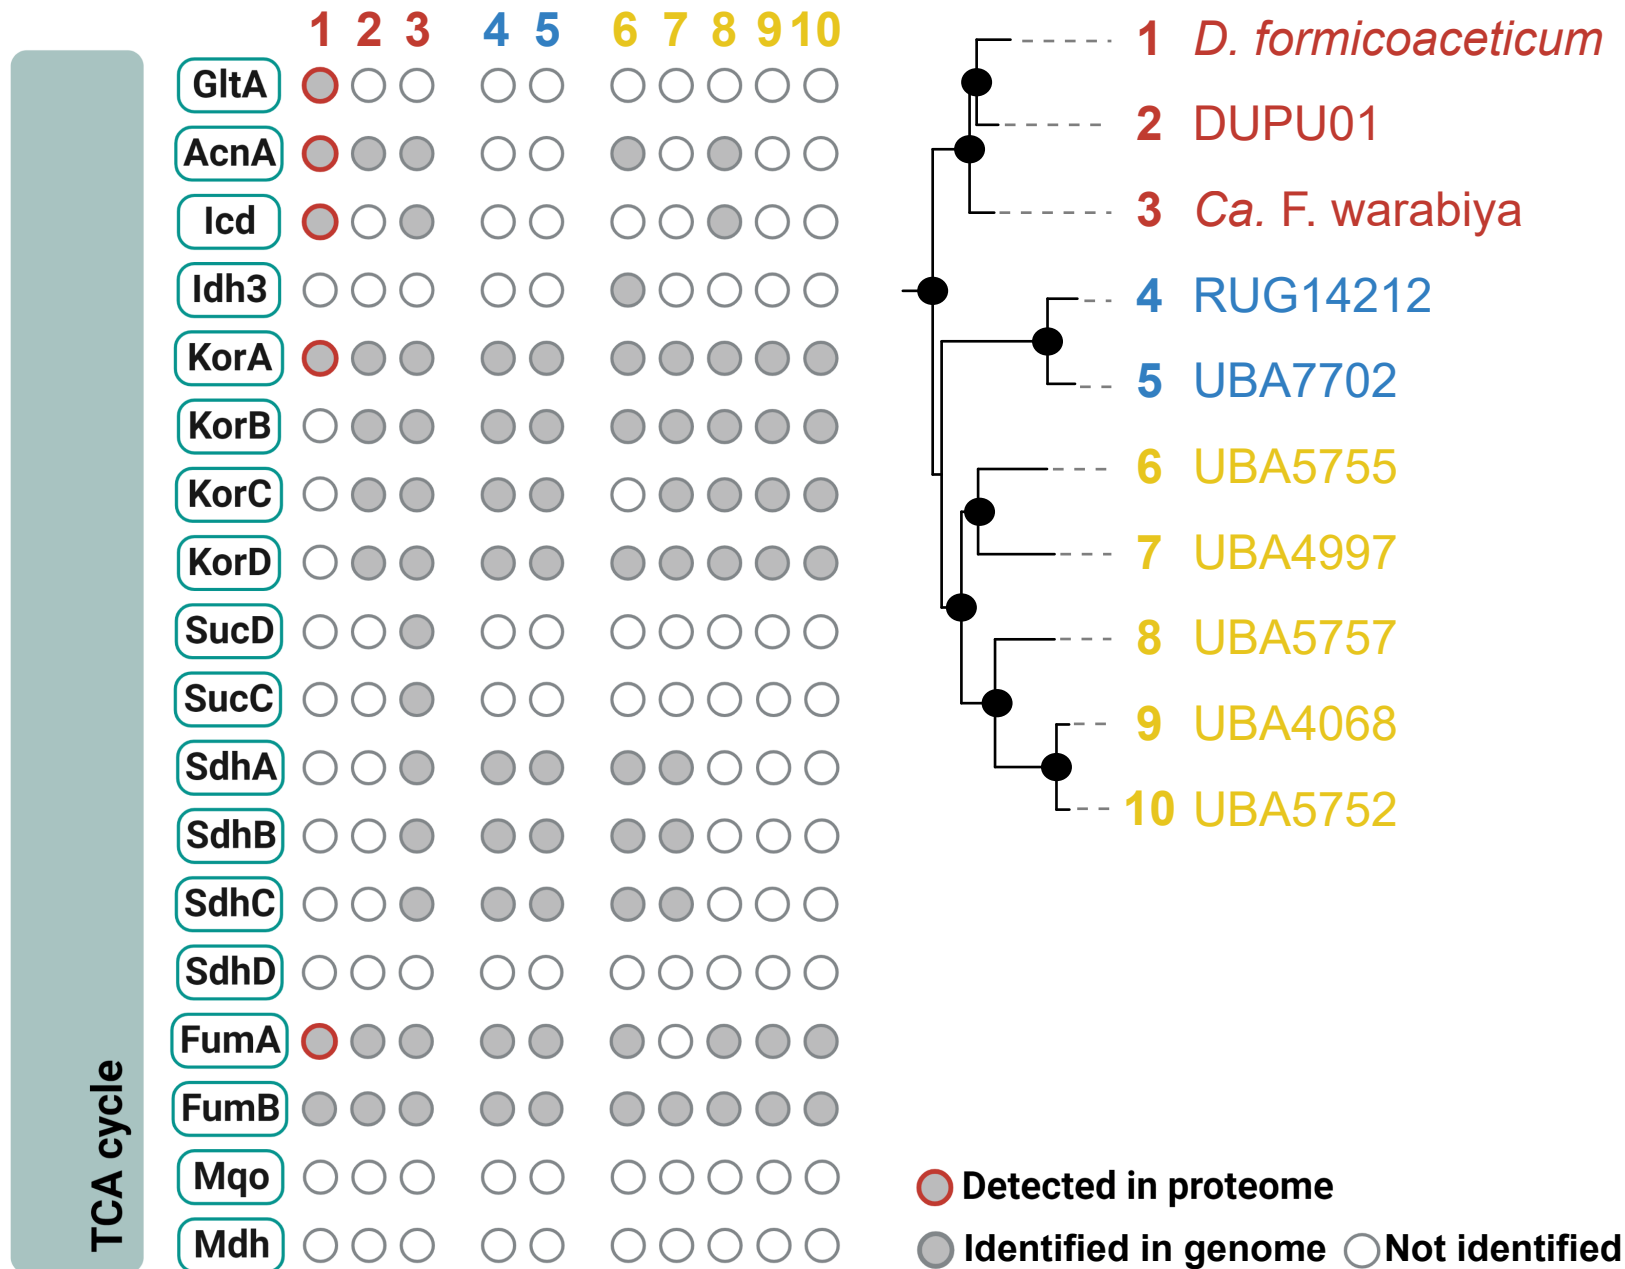 1 2 3 4 5 6 7 8 9 10
GltA
AcnA
Icd
Idh3
KorA
KorB
KorC
KorD
SucD
SucC
SdhA
SdhB
SdhC
SdhD
FumA
FumB
Mqo
Mdh
TCA cycle
1 D. formicoaceticum
2 DUPU01
3 Ca. F. warabiya
4 RUG14212
5 UBA7702
6 UBA5755
7 UBA4997
8 UBA5757
9 UBA4068
10 UBA5752
Detected in proteome
Identified in genome Not identified